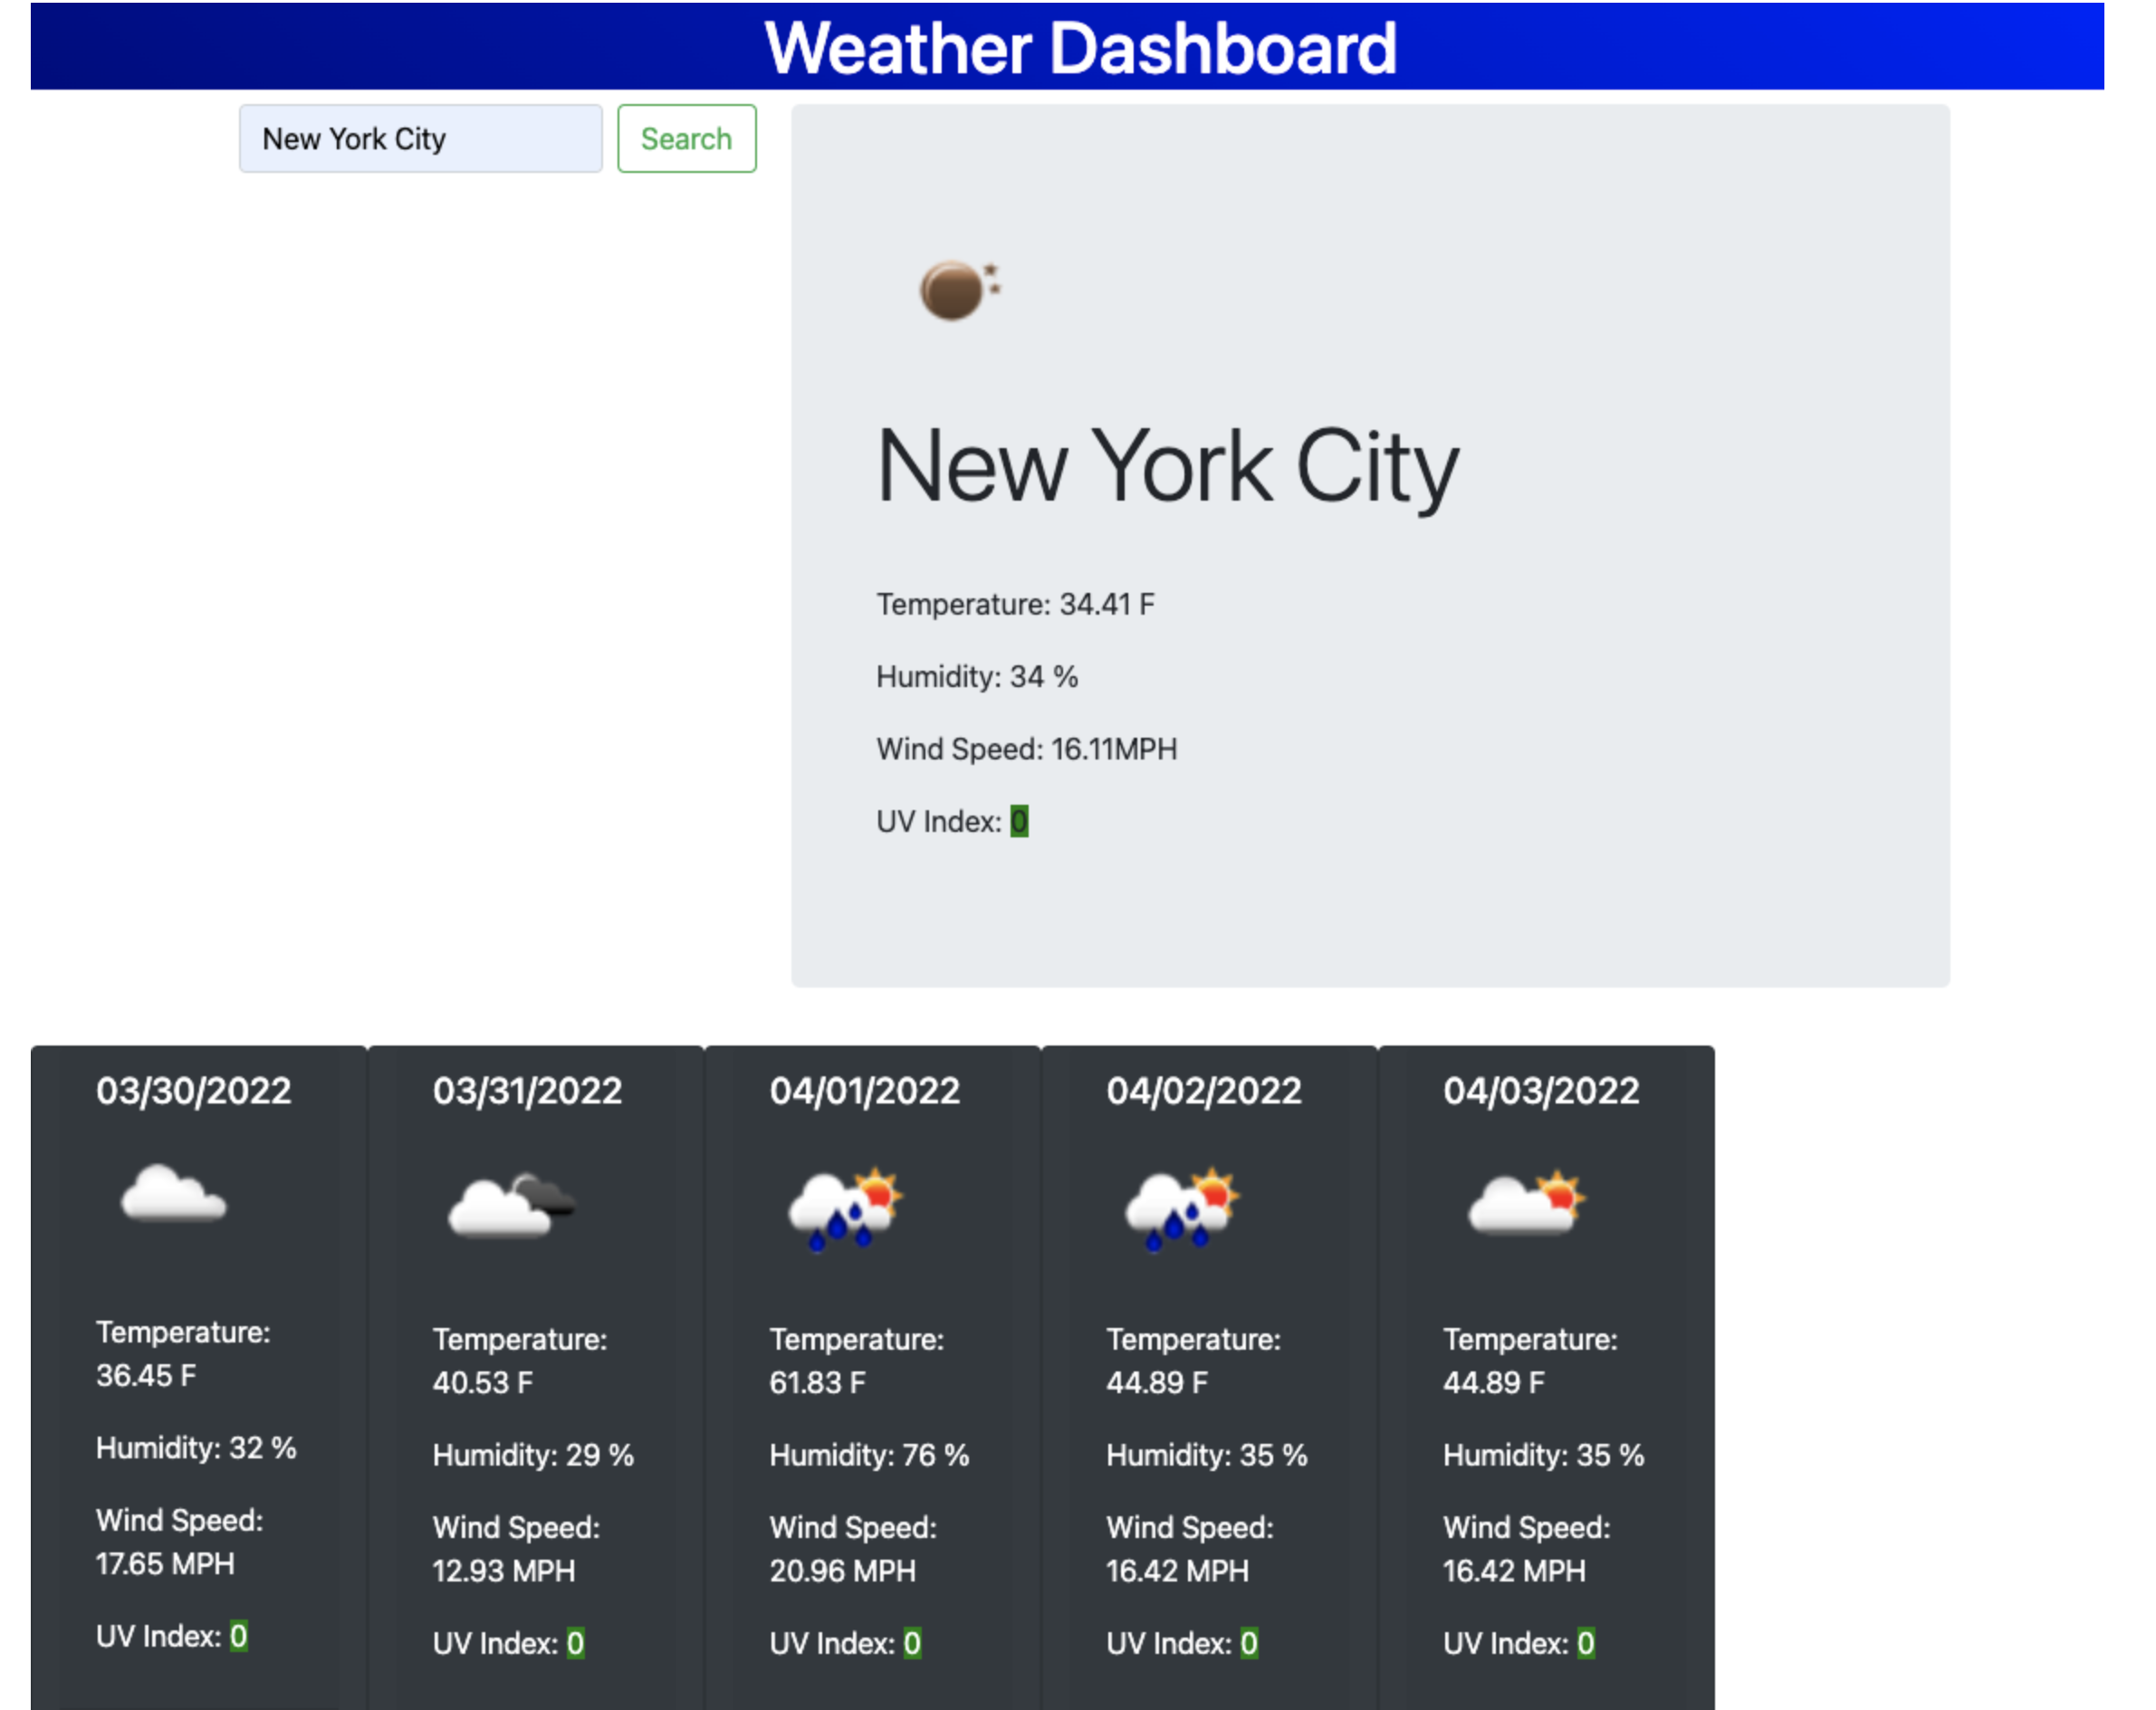 Weather Dashboard
New York City
Search
New York City
Temperature: 34.41 F
Humidity: 34 %
Wind Speed: 16.11MPH
UV Index: 0
03/30/2022
Temperature:
36.45 F
Humidity: 32 %
Wind Speed:
17.65 MPH
UV Index: 0
03/31/2022
Temperature:
40.53 F
Humidity: 29 %
Wind Speed:
12.93 MPH
UV Index: 0
04/01/2022
Temperature:
61.83 F
Humidity: 76 %
Wind Speed:
20.96 MPH
UV Index: 0
04/02/2022
Temperature:
44.89 F
Humidity: 35 %
Wind Speed:
16.42 MPH
UV Index: 0
04/03/2022
Temperature:
44.89 F
Humidity: 35 %
Wind Speed:
16.42 MPH
UV Index: 0